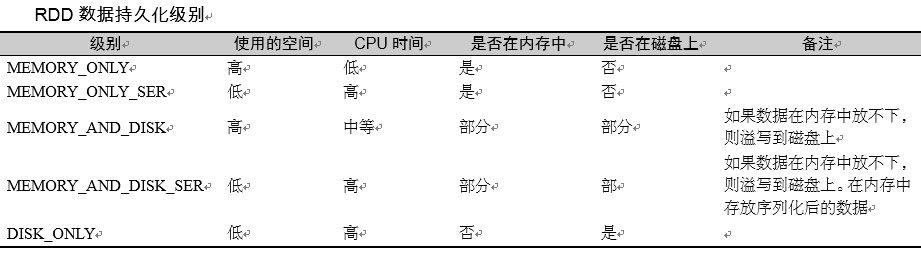 RDD 数据持久化级别
级别 使用的空间 CPU 时间 是否在内存中 是否在磁盘上 备注
MEMORY_ONLY 高 低 是 否
MEMORY_ONLY_SER 低 高 是 否
MEMORY_AND_DISK 高 中等 部分 部分 如果数据在内存中放不下，
则溢写到磁盘上
MEMORY_AND_DISK_SER 低 高 部分 部 如果数据在内存中放不下，
则溢写到磁盘上。在内存中
存放序列化后的数据
DISK_ONLY 低 高 否 是